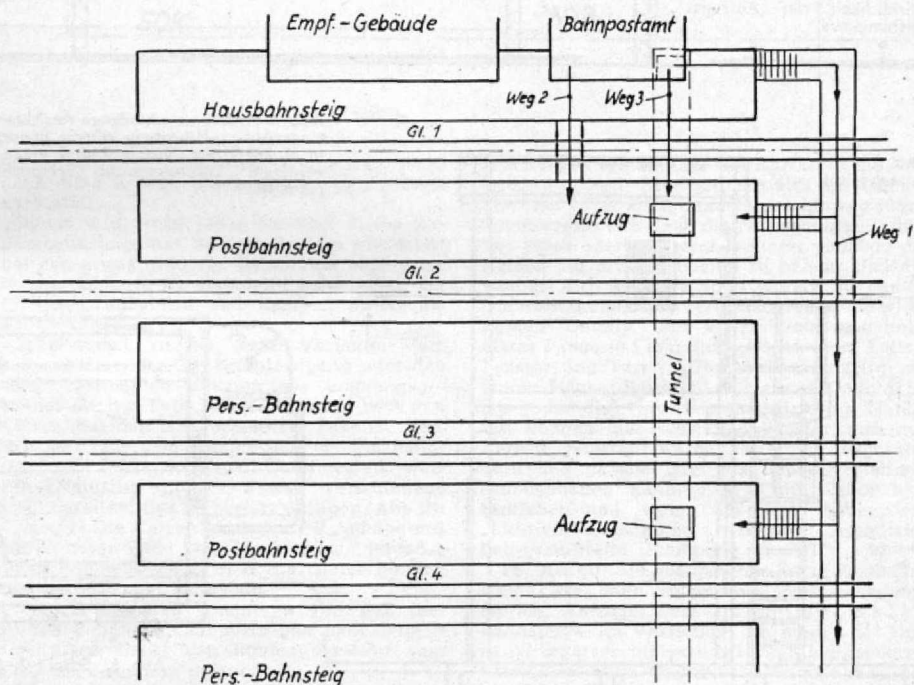 Empf.-Gebäude
Bahnpostamt
Weg 2
Weg 3
Hausbahnsteig
Gl. 1
Aufzug
Weg 1
Postbahnsteig
Gl. 2
Tunnel
Pers.-Bahnsteig
Gl. 3
Aufzug
Postbahnsteig
Gl. 4
Pers.-Bahnsteig